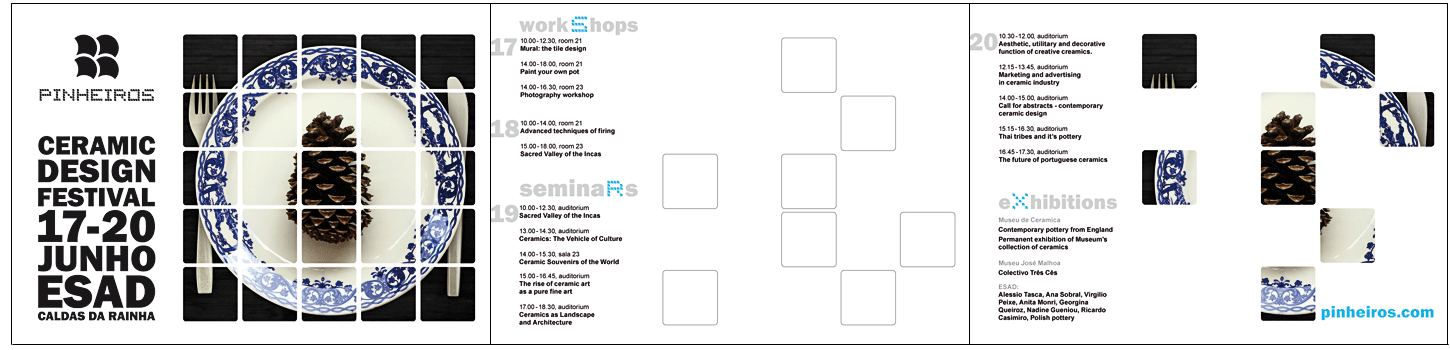 PINHEIROS
CERAMIC
DESIGN
FESTIVAL
17-20
JUNHO
ESAD
CALDAS DA RAINHA
workShops
17
10.00-12.30, room 21
Mural: the tile design
14.00-18.00, room 21
Paint your own pot
14.00-16.30, room 23
Photography workshop
18
10.00-14.00, room 21
Advanced techniques of firing
15.00-18.00, room 23
Sacred Valley of the Incas
seminaRs
19
10.00-12.30, auditorium
Sacred Valley of the Incas
13.00-14.30, auditorium
Ceramics: The Vehicle of Culture
14.00-15.30, sala 23
Ceramic Souvenirs of the World
15.00-16.45, auditorium
The rise of ceramic art
as a pure fine art
17.00-18.30, auditorium
Ceramics as Landscape
and Architecture
20
10.30-12.00, auditorium
Aesthetic, utilitary and decorative
function of creative creamics.
12.15-13.45, auditorium
Marketing and advertising
in ceramic industry
14.00-15.00, auditorium
Call for abstracts - contemporary
ceramic design
15.15-16.30, auditorium
Thai tribes and it's pottery
16.45-17.30, auditorium
The future of portuguese ceramics
eXhibitions
Museu de Ceramica
Contemporary pottery from England
Permanent exhibition of Museum's
collection of ceramics
Museu José Malhoa
Colectivo Três Cês
ESAD:
Alessio Tasca, Ana Sobral, Virgilio
Peixe, Anita Monri, Georgina
Queiroz, Nadine Gueniou, Ricardo
Casimiro, Polish pottery
pinheiros.com